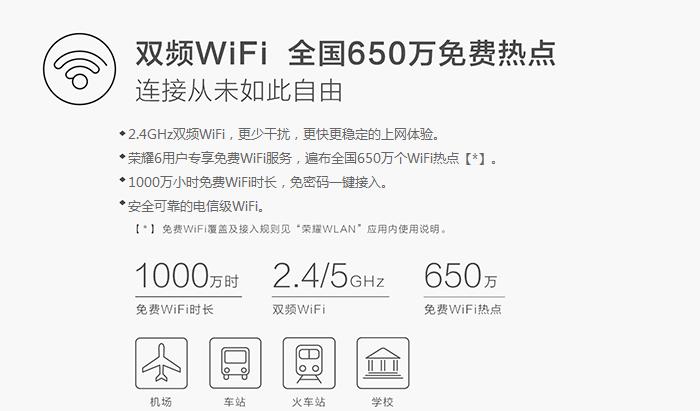 双频WiFi 全国650万免费热点
连接从未如此自由
◆2.4GHz双频WiFi，更少干扰，更快更稳定的上网体验。
◆荣耀6用户专享免费WiFi服务，遍布全国650万个WiFi热点【*】。
◆1000万小时免费WiFi时长，免密码一键接入。
◆安全可靠的电信级WiFi。
【*】免费WiFi覆盖及接入规则见“荣耀WLAN”应用内使用说明。
1000万时 2.4/5GHz 650万
免费WiFi时长 双频WiFi 免费WiFi热点
机场 车站 火车站 学校